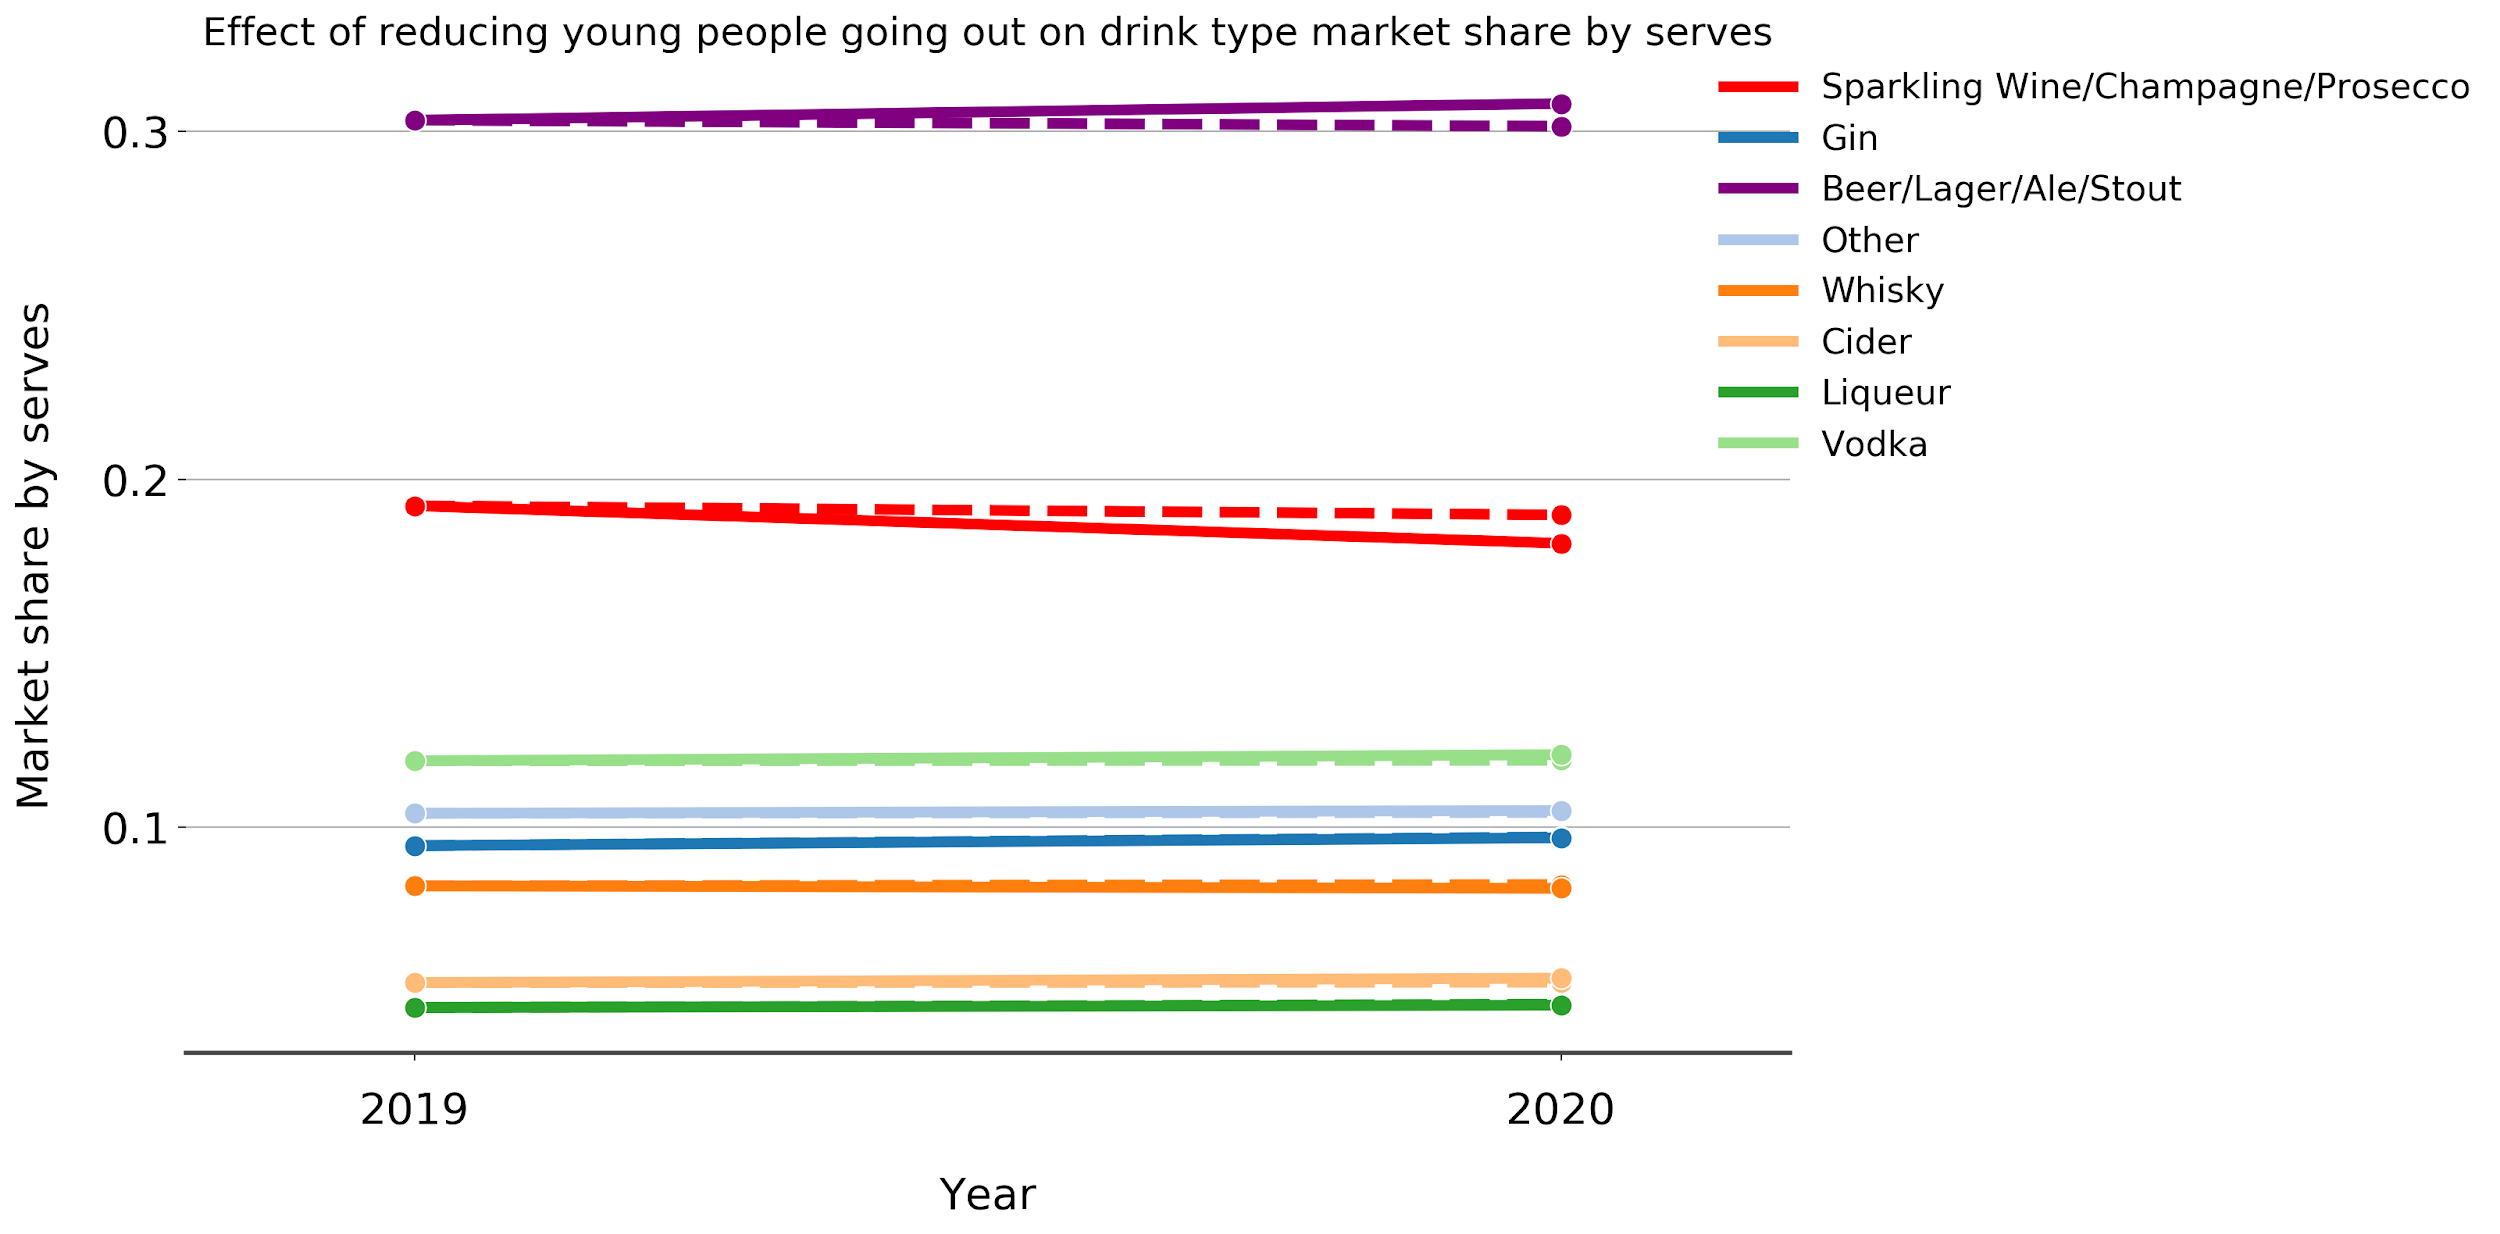 Effect of reducing young people going out on drink type market share by serves
Sparkling Wine/Champagne/Prosecco
Gin
Beer/Lager/Ale/Stout
Other
Whisky
Cider
Liqueur
Vodka
Market share by serves
0.3
0.2
0.1
2019
2020
Year